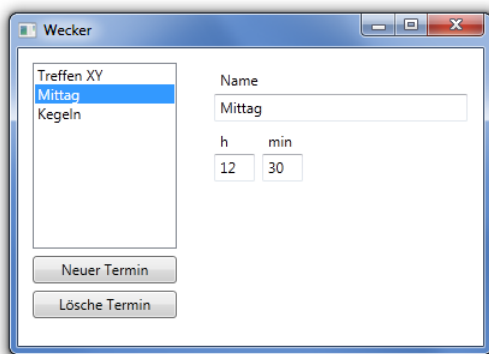 Wecker
Treffen XY
Mittag
Kegeln
Neuer Termin
Lösche Termin
Name
Mittag
h min
12 30